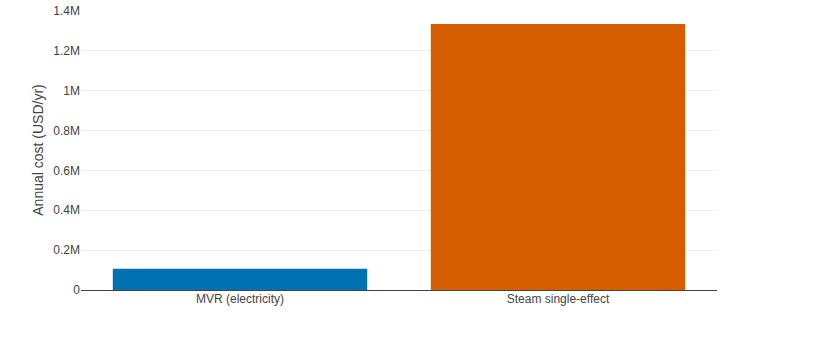 1.4M
1.2M
1M
0.8M
0.6M
0.4M
0.2M
0
Annual cost (USD/yr)
MVR (electricity)
Steam single-effect